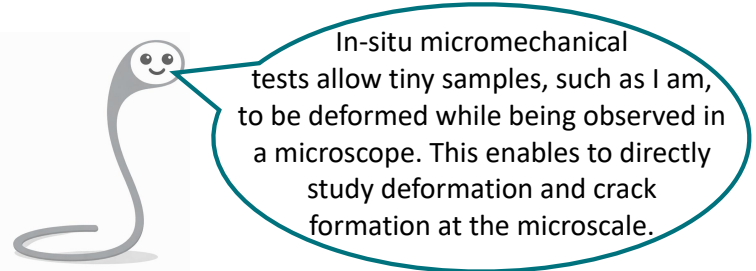 In-situ micromechanical
tests allow tiny samples, such as I am,
to be deformed while being observed in
a microscope. This enables to directly
study deformation and crack
formation at the microscale.